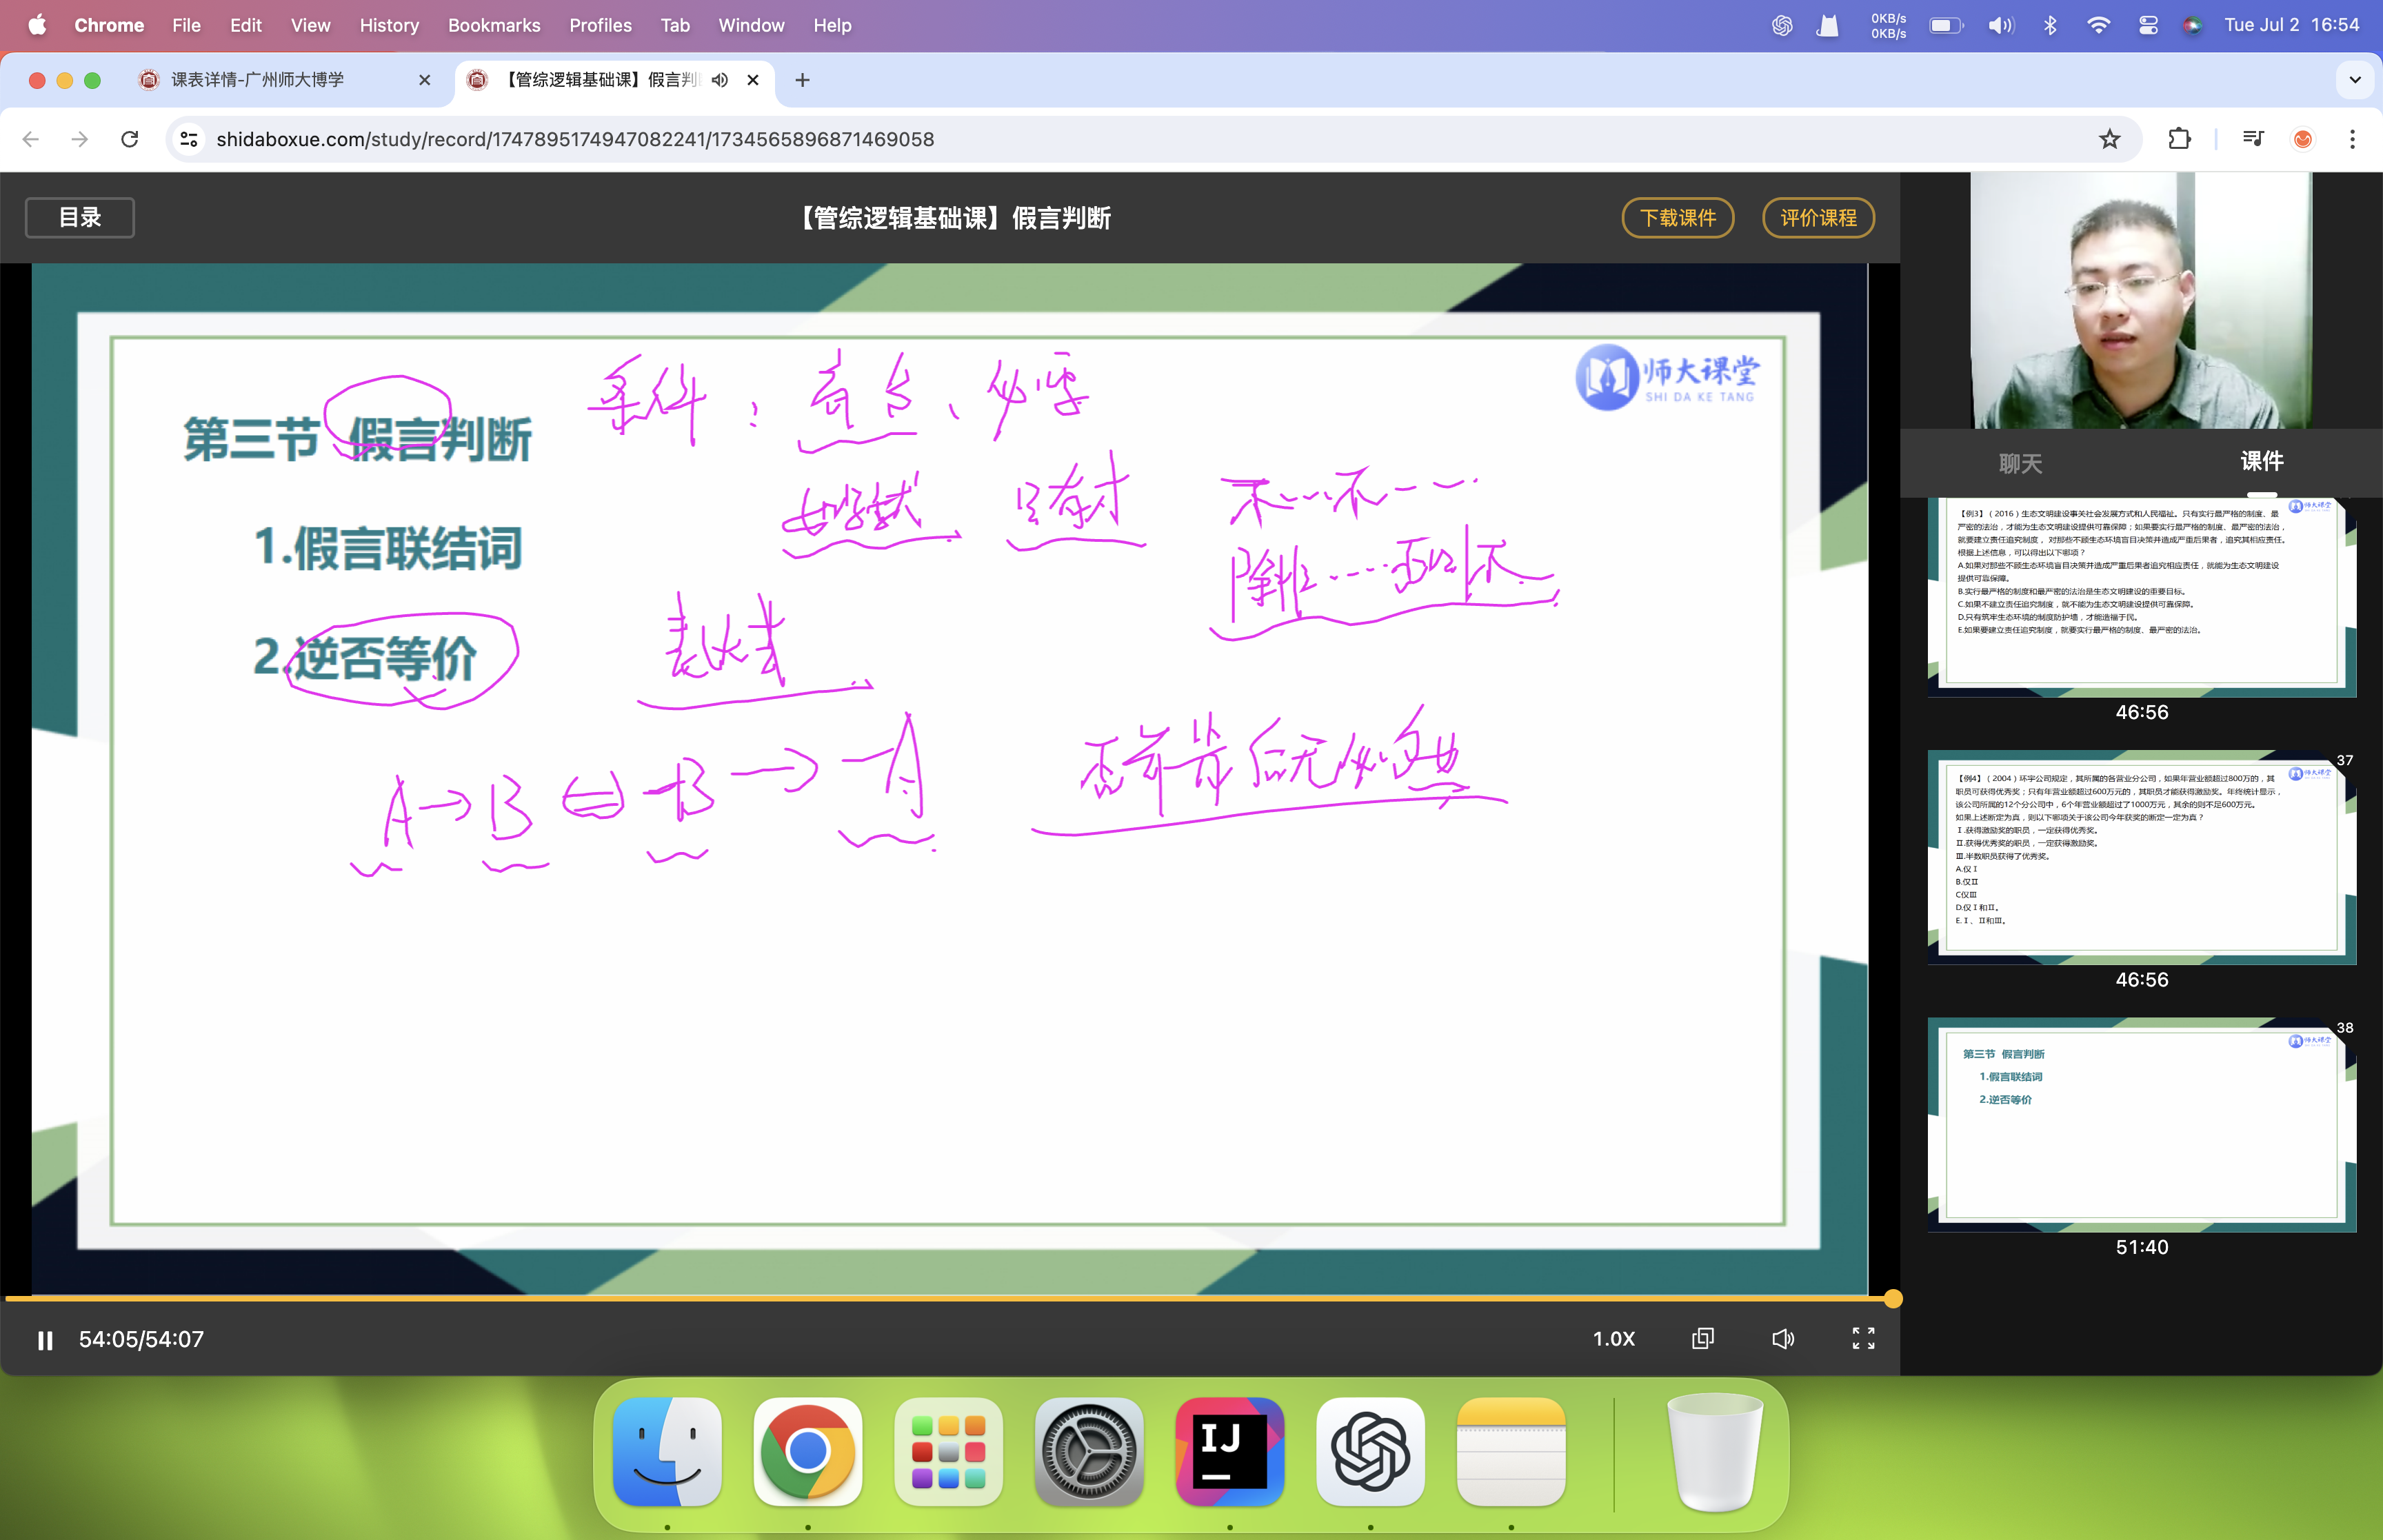 Chrome File Edit View History Bookmarks Profiles Tab Window Help
0KB/s
0KB/s
Tue Jul 2 16:54
课表详情-广州师大博学
【管综逻辑基础课】假言判
shidaboxue.com/study/record/1747895174947082241/1734565896871469058
目录
【管综逻辑基础课】假言判断
下载课件
评价课程
师大课堂
SHI DA KE TANG
第三节 假言判断
条件：充分、必要
1.假言联结词
如果就 只有才 不……不……
除非……否则不
2.逆否等价
A→B⇔¬B→¬A
否前肯后无必
聊天
课件
【例3】（2016）生态文明建设事关社会发展方式和人民福祉。只有实行最严格的制度、最
严密的法治，才能为生态文明建设提供可靠保障；如果要实行最严格的制度、最严密的法治，
就要建立责任追究制度，对那些不顾生态环境盲目决策并造成严重后果者，追究其相应责任。
根据上述信息，可以得出以下哪项？
A.如果对那些不顾生态环境盲目决策并造成严重后果者追究相应责任，就能为生态文明建设
提供可靠保障。
B.实行最严格的制度和最严密的法治是生态文明建设的重要目标。
C.如果不建立责任追究制度，就不能为生态文明建设提供可靠保障。
D.只有筑牢生态环境的制度防护墙，才能造福于民。
E.如果要建立责任追究制度，就要实行最严格的制度、最严密的法治。
46:56
37
师大课堂
【例4】（2004）环宇公司规定，其所属的各营业分公司，如果年营业额超过800万的，其
职员可获得优秀奖；只有年营业额超过600万元的，其职员才能获得激励奖。年终统计显示，
该公司所属的12个分公司中，6个年营业额超过了1000万元，其余的则不足600万元。
如果上述断定为真，则以下哪项关于该公司今年获奖的断定一定为真？
Ⅰ.获得激励奖的职员，一定获得优秀奖。
Ⅱ.获得优秀奖的职员，一定获得激励奖。
Ⅲ.半数职员获得了优秀奖。
A.仅Ⅰ
B.仅Ⅱ
C仅Ⅲ
D.仅Ⅰ和Ⅱ。
E.Ⅰ、Ⅱ和Ⅲ。
46:56
38
师大课堂
第三节 假言判断
1.假言联结词
2.逆否等价
51:40
54:05/54:07
1.0X
IJ